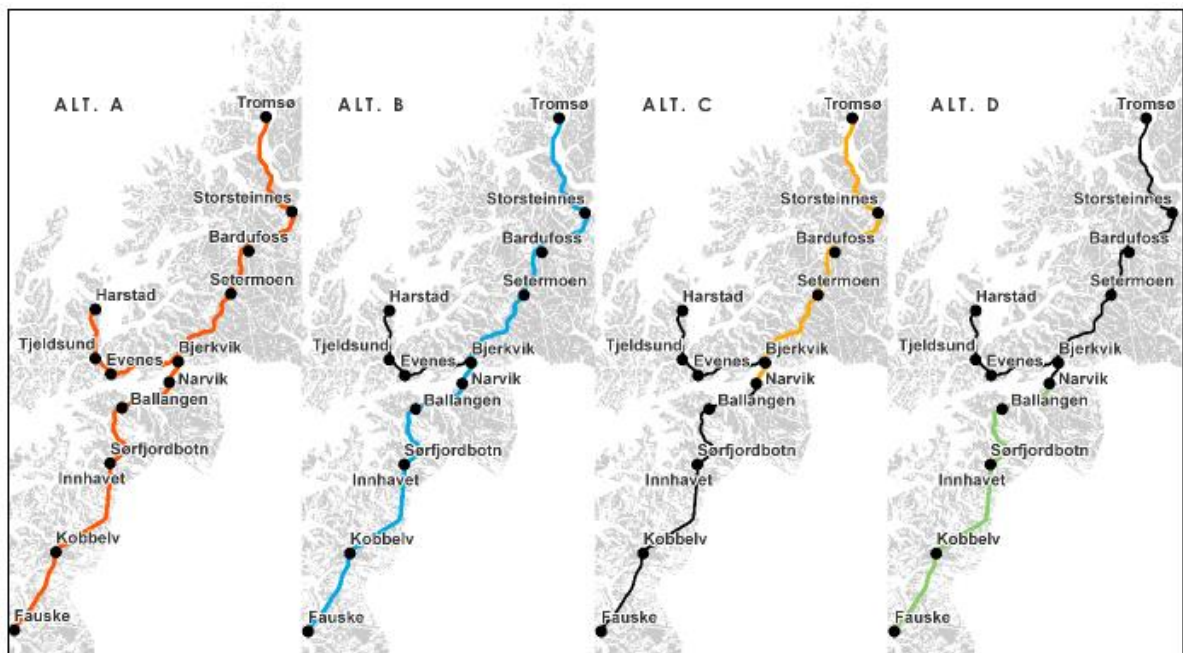 ALT. A
Tromsø
Storsteinnes
Bardufoss
Setermoen
Harstad
Tjeldsund
Evenes
Bjerkvik
Narvik
Ballangen
Sørfjordbotn
Innhavet
Kobbelv
Fauske
ALT. B
Tromsø
Storsteinnes
Bardufoss
Setermoen
Harstad
Tjeldsund
Evenes
Bjerkvik
Narvik
Ballangen
Sørfjordbotn
Innhavet
Kobbelv
Fauske
ALT. C
Tromsø
Storsteinnes
Bardufoss
Setermoen
Harstad
Tjeldsund
Evenes
Bjerkvik
Narvik
Ballangen
Sørfjordbotn
Innhavet
Kobbelv
Fauske
ALT. D
Tromsø
Storsteinnes
Bardufoss
Setermoen
Harstad
Tjeldsund
Evenes
Bjerkvik
Narvik
Ballangen
Sørfjordbotn
Innhavet
Kobbelv
Fauske